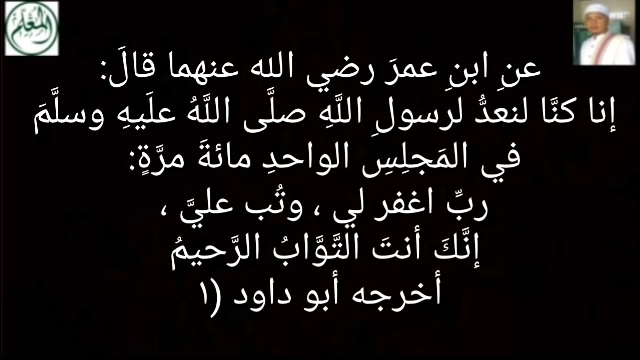 المعلم
عنِ ابنِ عمرَ رضي الله عنهما قالَ:
إنا كنَّا لنعدُّ لرسولِ اللَّهِ صلَّى اللَّهُ علَيهِ وسلَّمَ
في المَجلِسِ الواحدِ مائةَ مرَّةٍ:
ربِّ اغفر لي ، وتُب عليَّ ،
إنَّكَ أنتَ التَّوَّابُ الرَّحيمُ
أخرجه أبو داود (١